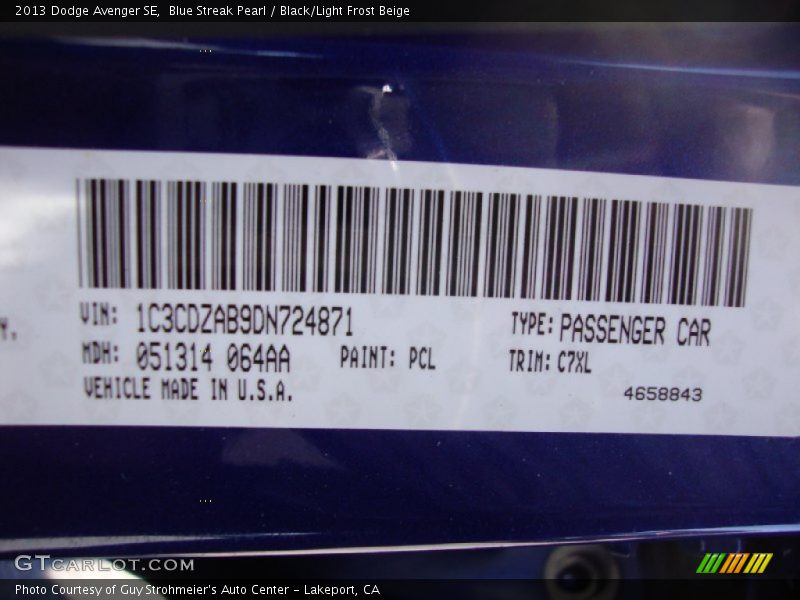 2013 Dodge Avenger SE,  Blue Streak Pearl / Black/Light Frost Beige
Y.
VIN: 1C3CDZAB9DN724871
TYPE: PASSENGER CAR
MDH: 051314 064AA
PAINT: PCL
TRIM: C7XL
VEHICLE MADE IN U.S.A.
4658843
GTCARLOT.COM
Photo Courtesy of Guy Strohmeier's Auto Center - Lakeport, CA